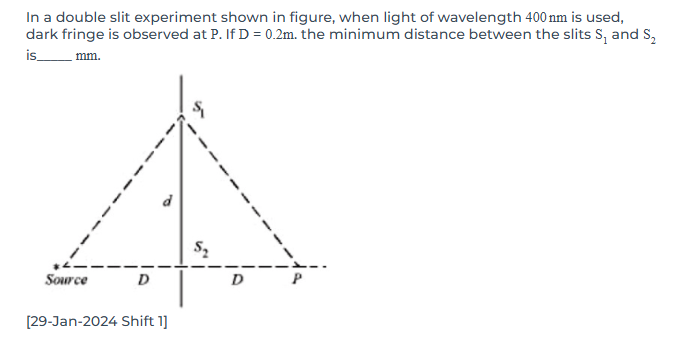 In a double slit experiment shown in figure, when light of wavelength 400 nm is used,
dark fringe is observed at P. If D = 0.2m. the minimum distance between the slits S₁ and S₂
is_____ mm.
S₁
d
S₂
Source D D P
[29-Jan-2024 Shift 1]